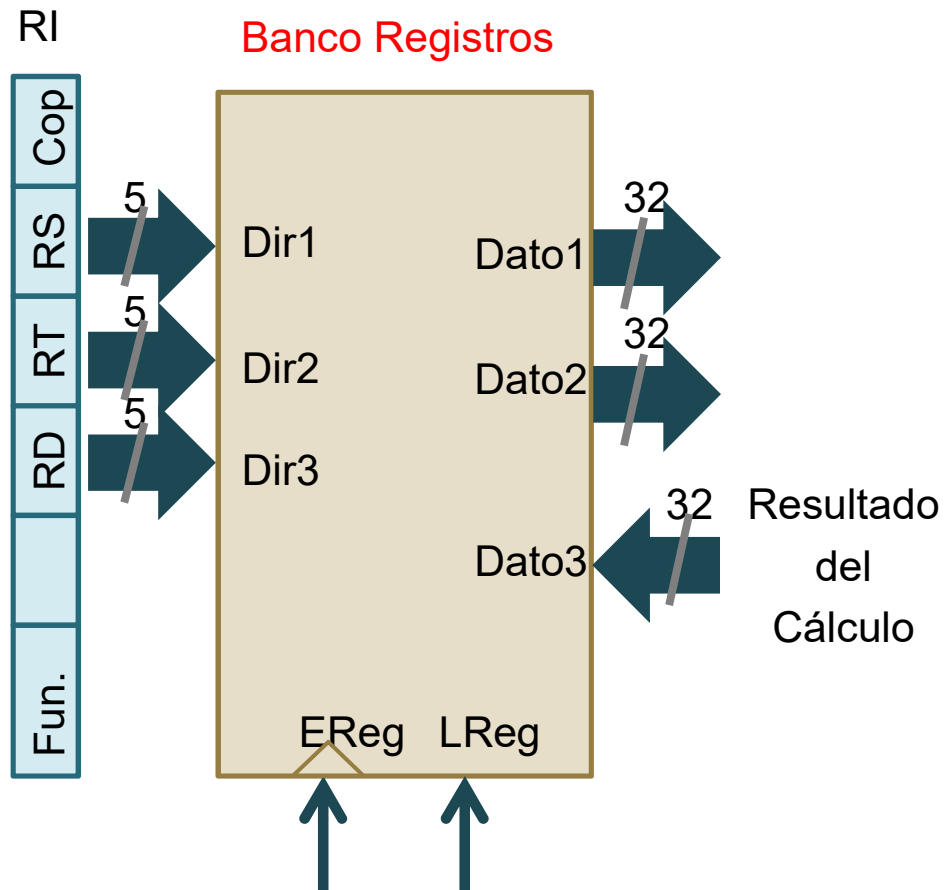 RI
Banco Registros
Cop
RS
RT
RD
Fun.
5
5
5
Dir1
Dir2
Dir3
Dato1
Dato2
Dato3
32
32
32
Resultado
del
Cálculo
EReg
LReg